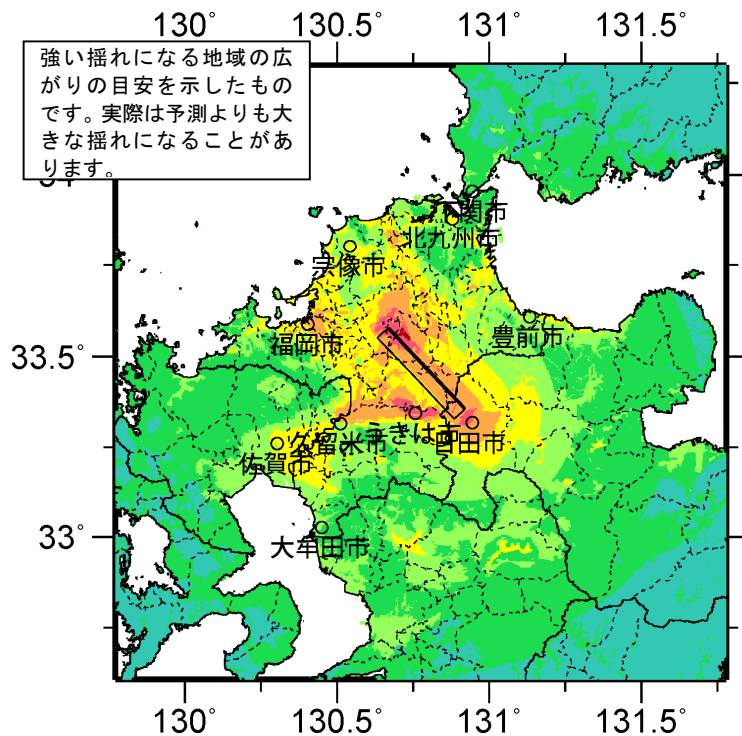 130° 130.5° 131° 131.5°
強い揺れになる地域の広
がりの目安を示したもの
です。実際は予測よりも大
きな揺れになることがあ
ります。
下関市
北九州市
宗像市
福岡市
豊前市
33.5°
うきは市
久留米市
日田市
佐賀市
33°
大牟田市
130° 130.5° 131° 131.5°